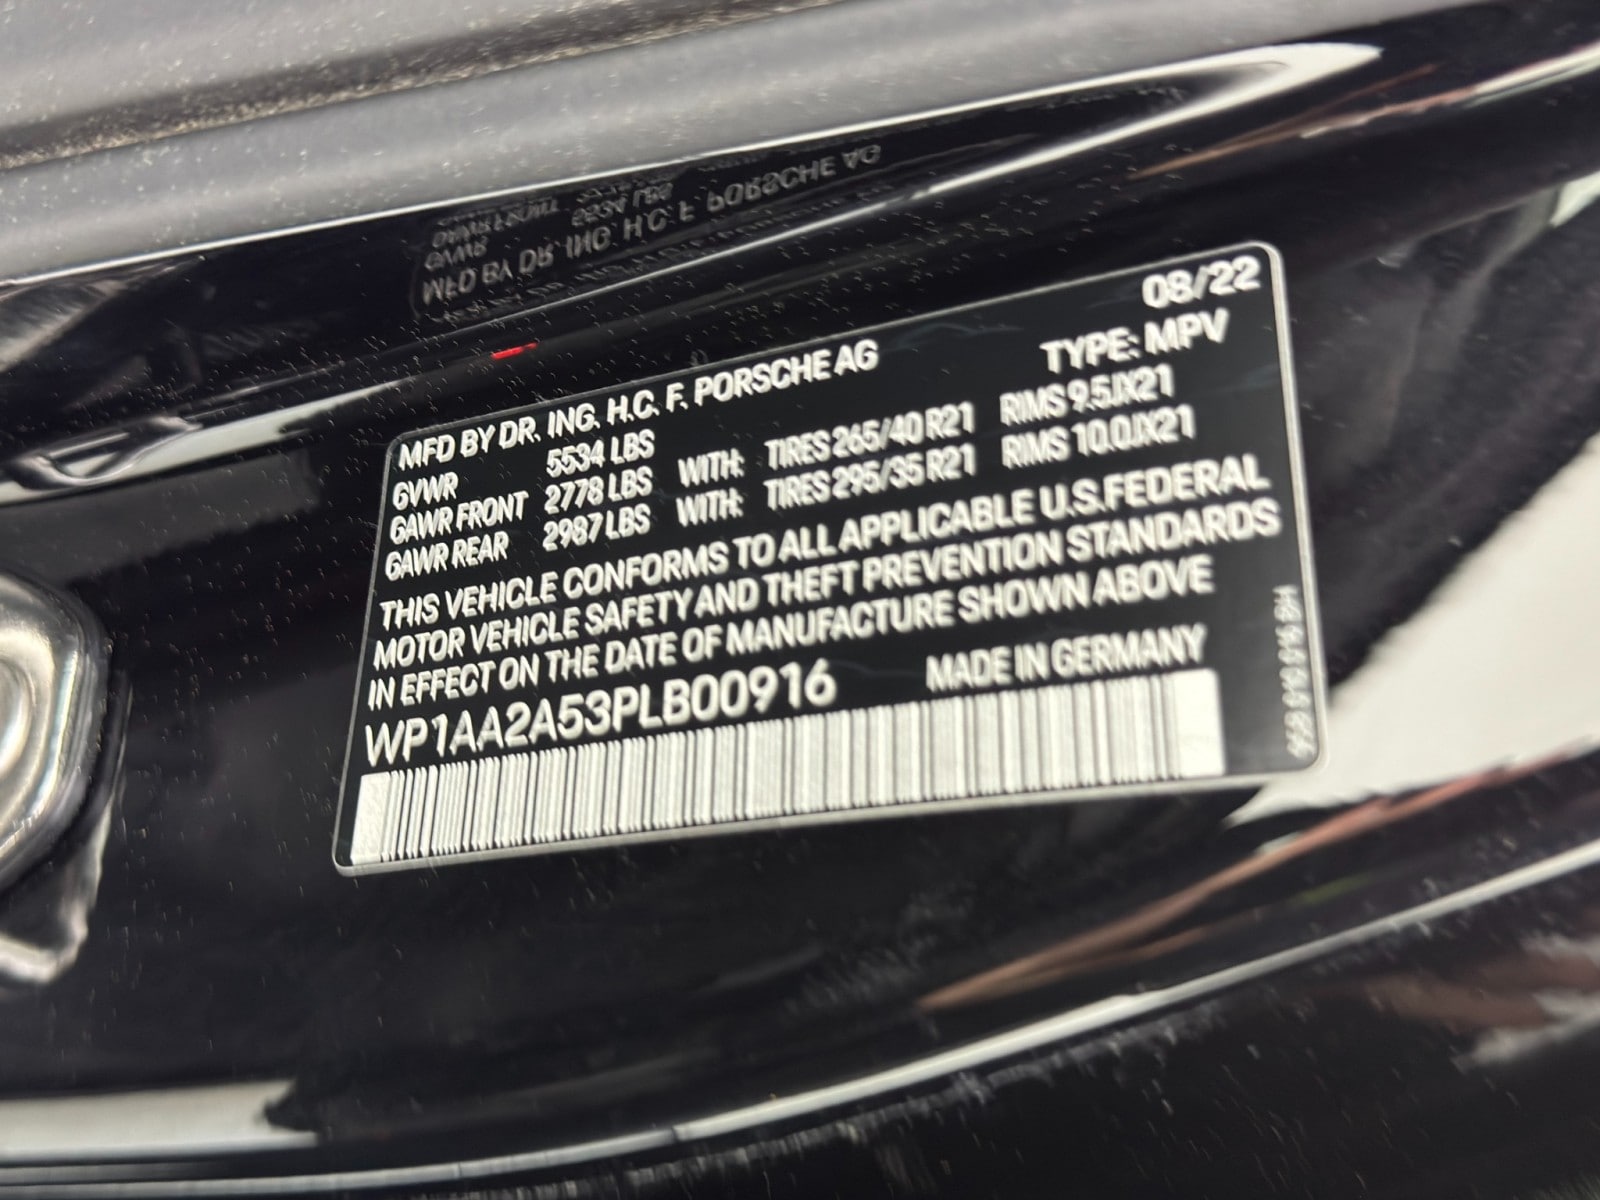 08/22
MFD BY DR. ING. H.C. F. PORSCHE AG TYPE: MPV
GVWR 5534 LBS
GAWR FRONT 2778 LBS WITH: TIRES 265/40 R21 RIMS 9.5JX21
GAWR REAR 2987 LBS WITH: TIRES 295/35 R21 RIMS 10.0JX21
THIS VEHICLE CONFORMS TO ALL APPLICABLE U.S.FEDERAL
MOTOR VEHICLE SAFETY AND THEFT PREVENTION STANDARDS
IN EFFECT ON THE DATE OF MANUFACTURE SHOWN ABOVE
WP1AA2A53PLB00916 MADE IN GERMANY